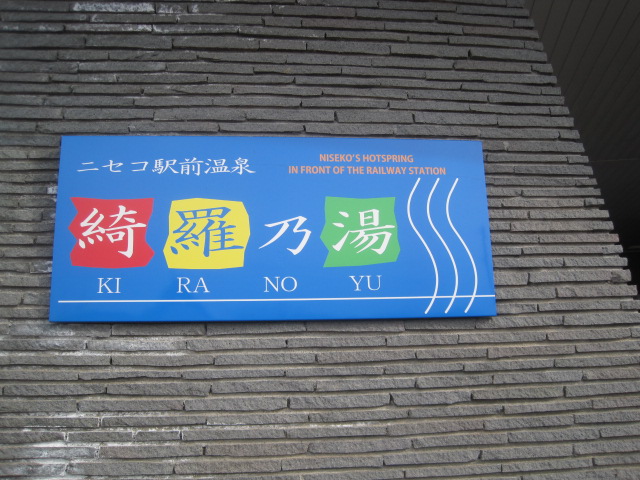 ニセコ駅前温泉
NISEKO'S HOTSPRING
IN FRONT OF THE RAILWAY STATION
綺羅乃湯
KI RA NO YU